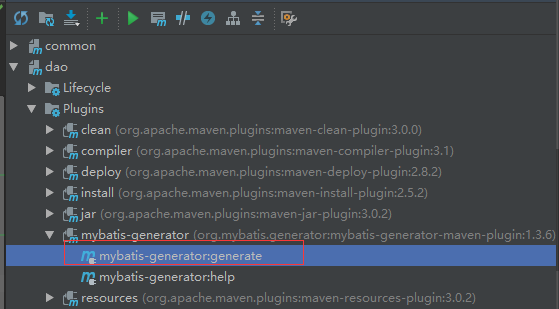 common
dao
Lifecycle
Plugins
clean (org.apache.maven.plugins:maven-clean-plugin:3.0.0)
compiler (org.apache.maven.plugins:maven-compiler-plugin:3.1)
deploy (org.apache.maven.plugins:maven-deploy-plugin:2.8.2)
install (org.apache.maven.plugins:maven-install-plugin:2.5.2)
jar (org.apache.maven.plugins:maven-jar-plugin:3.0.2)
mybatis-generator (org.mybatis.generator:mybatis-generator-maven-plugin:1.3.6)
mybatis-generator:generate
mybatis-generator:help
resources (org.apache.maven.plugins:maven-resources-plugin:3.0.2)